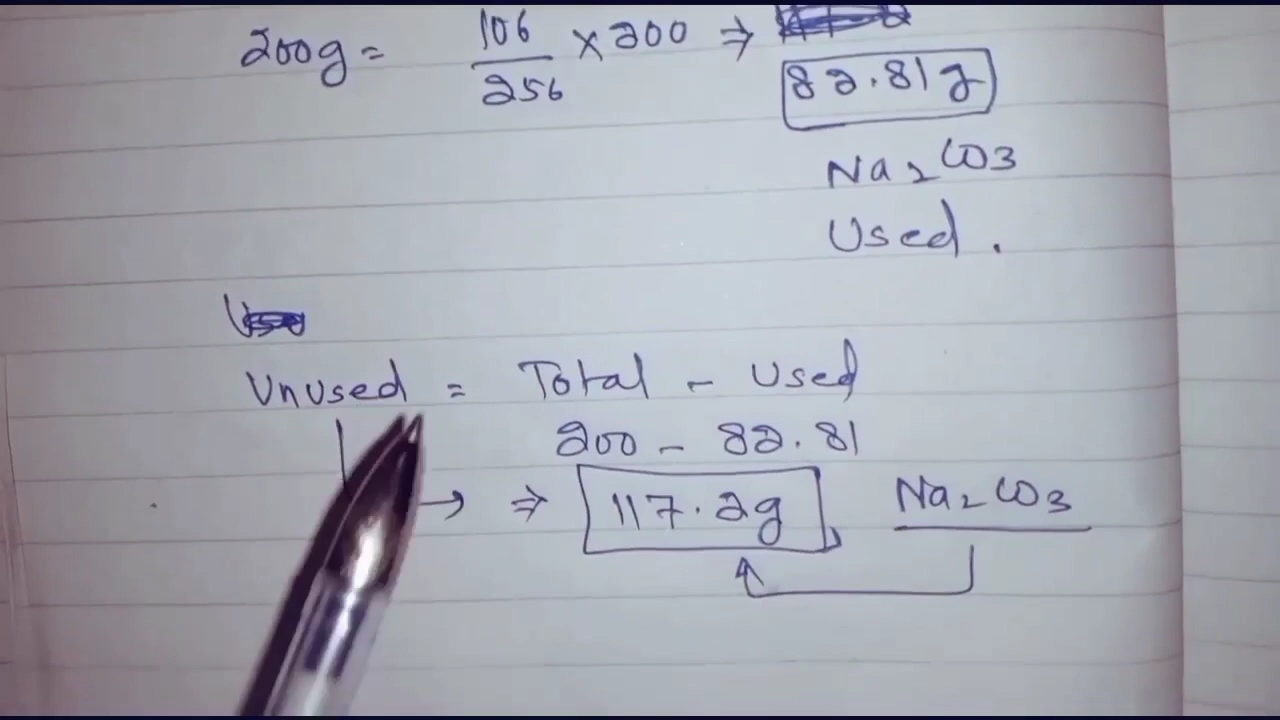 200g = 106/256 × 200 ⇒ 82.81g
Na2CO3
Used.
Unused = Total - Used
200 - 82.81
→ ⇒ 117.2g Na2CO3